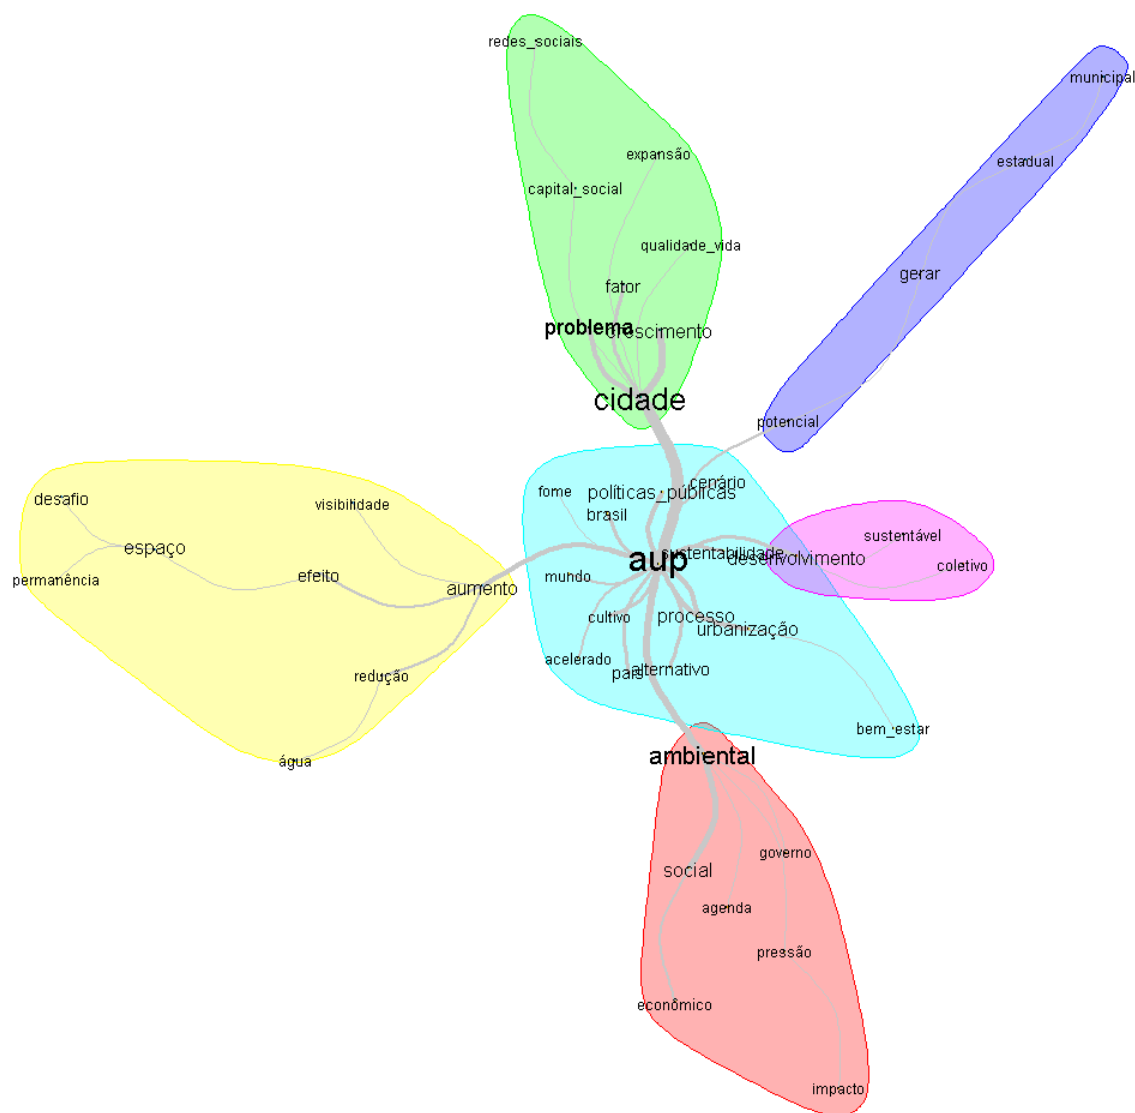 redes_sociais
municipal
expansão
estadual
capital_social
qualidade_vida
gerar
fator
problema
crescimento
cidade
potencial
cenário
fome
políticas_públicas
desafio
visibilidade
brasil
sustentável
espaço
sustentabilidade
aup
desenvolvimento
coletivo
permanência
efeito
mundo
aumento
cultivo
processo
urbanização
acelerado
país
alternativo
redução
bem_estar
ambiental
água
governo
social
agenda
pressão
econômico
impacto